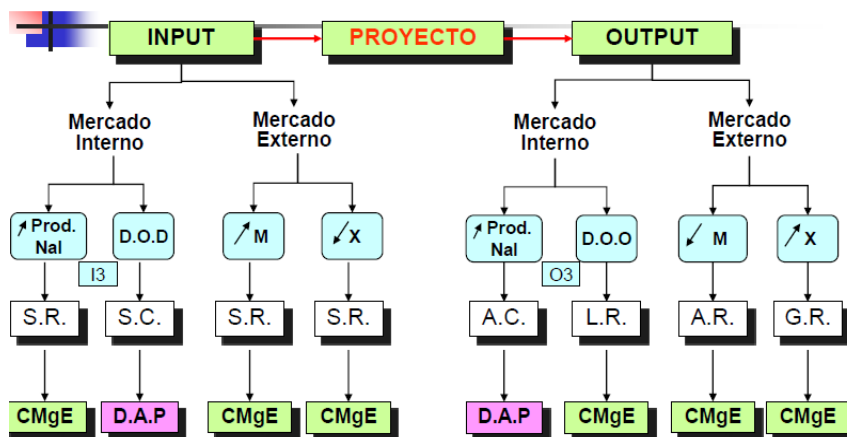 INPUT PROYECTO OUTPUT
Mercado Interno
Mercado Externo
Mercado Interno
Mercado Externo
Prod. Nal
D.O.D
M
X
Prod. Nal
D.O.O
M
X
I3
O3
S.R. S.C. S.R. S.R. A.C. L.R. A.R. G.R.
CMgE D.A.P CMgE CMgE D.A.P CMgE CMgE CMgE